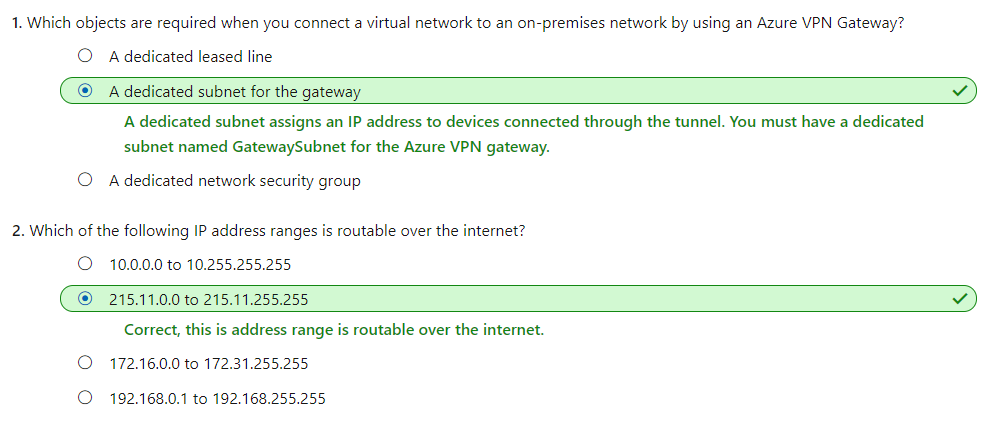 1. Which objects are required when you connect a virtual network to an on-premises network by using an Azure VPN Gateway?
A dedicated leased line
A dedicated subnet for the gateway
A dedicated subnet assigns an IP address to devices connected through the tunnel. You must have a dedicated
subnet named GatewaySubnet for the Azure VPN gateway.
A dedicated network security group
2. Which of the following IP address ranges is routable over the internet?
10.0.0.0 to 10.255.255.255
215.11.0.0 to 215.11.255.255
Correct, this is address range is routable over the internet.
172.16.0.0 to 172.31.255.255
192.168.0.1 to 192.168.255.255